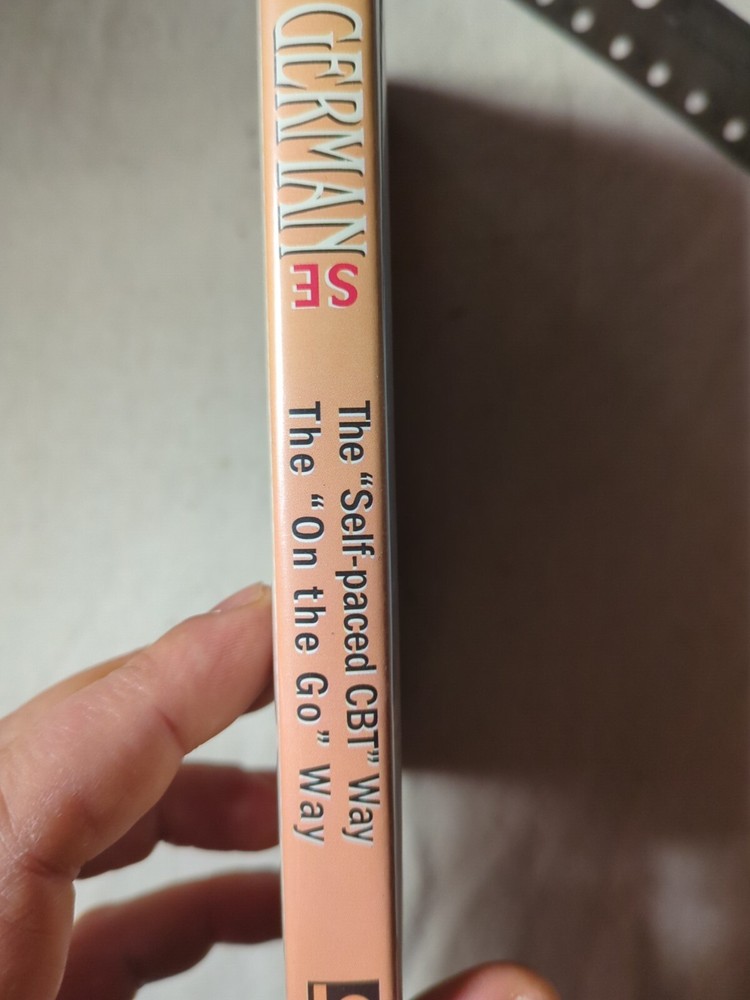 GERMAN
SE
The "Self-paced CBT" Way
The "On the Go" Way